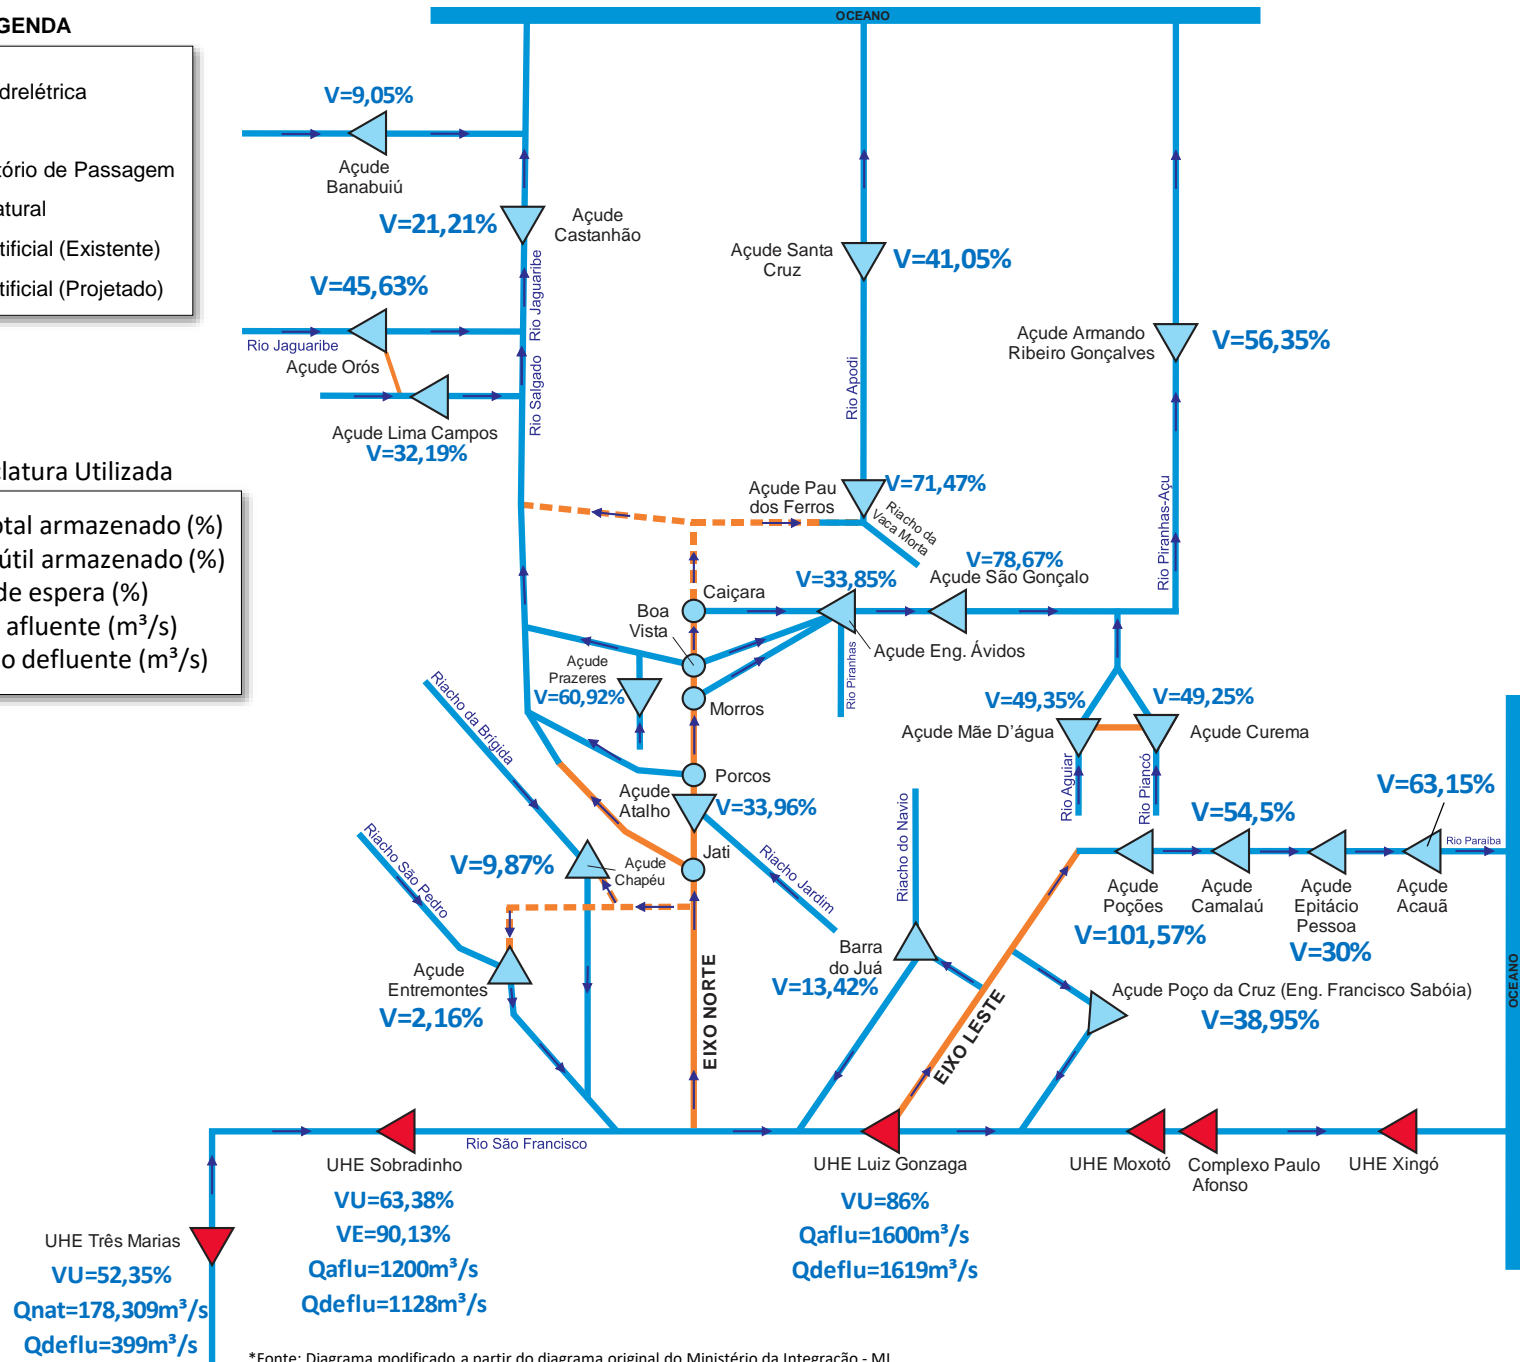 GENDA
drelétrica
tório de Passagem
atural
tificial (Existente)
tificial (Projetado)
clatura Utilizada
otal armazenado (%)
útil armazenado (%)
de espera (%)
afluente (m³/s)
o defluente (m³/s)
OCEANO
V=9,05%
Açude
Banabuiú
V=21,21%
Açude
Castanhão
Rio Jaguaribe
V=45,63%
Rio Jaguaribe
Açude Orós
Rio Salgado
Açude Lima Campos
V=32,19%
Açude Santa
Cruz
V=41,05%
Rio Apodi
Açude Armando
Ribeiro Gonçalves
V=56,35%
Rio Piranhas-Açu
Açude Pau
dos Ferros
V=71,47%
Riacho da
Vaca Morta
V=78,67%
Açude São Gonçalo
V=33,85%
Açude Eng. Ávidos
Rio Piranhas
Caiçara
Boa
Vista
Morros
Açude
Prazeres
V=60,92%
Porcos
Açude
Atalho
V=33,96%
Jati
Riacho Jardim
Riacho da Brígida
Riacho São Pedro
V=9,87%
Açude
Chapéu
Açude
Entremontes
V=2,16%
EIXO NORTE
V=49,35%
V=49,25%
Açude Mãe D'água
Açude Curema
Rio Aguiar
Rio Piancó
V=63,15%
V=54,5%
Rio Paraíba
Açude
Poções
V=101,57%
Açude
Camalaú
Açude
Epitácio
Pessoa
V=30%
Açude
Acauã
Riacho do Navio
Barra
do Juá
V=13,42%
EIXO LESTE
Açude Poço da Cruz (Eng. Francisco Sabóia)
V=38,95%
OCEANO
Rio São Francisco
UHE Sobradinho
VU=63,38%
VE=90,13%
Qaflu=1200m³/s
Qdeflu=1128m³/s
UHE Luiz Gonzaga
VU=86%
Qaflu=1600m³/s
Qdeflu=1619m³/s
UHE Moxotó
Complexo Paulo
Afonso
UHE Xingó
UHE Três Marias
VU=52,35%
Qnat=178,309m³/s
Qdeflu=399m³/s
*Fonte: Diagrama modificado a partir do diagrama original do Ministério da Integração - MI